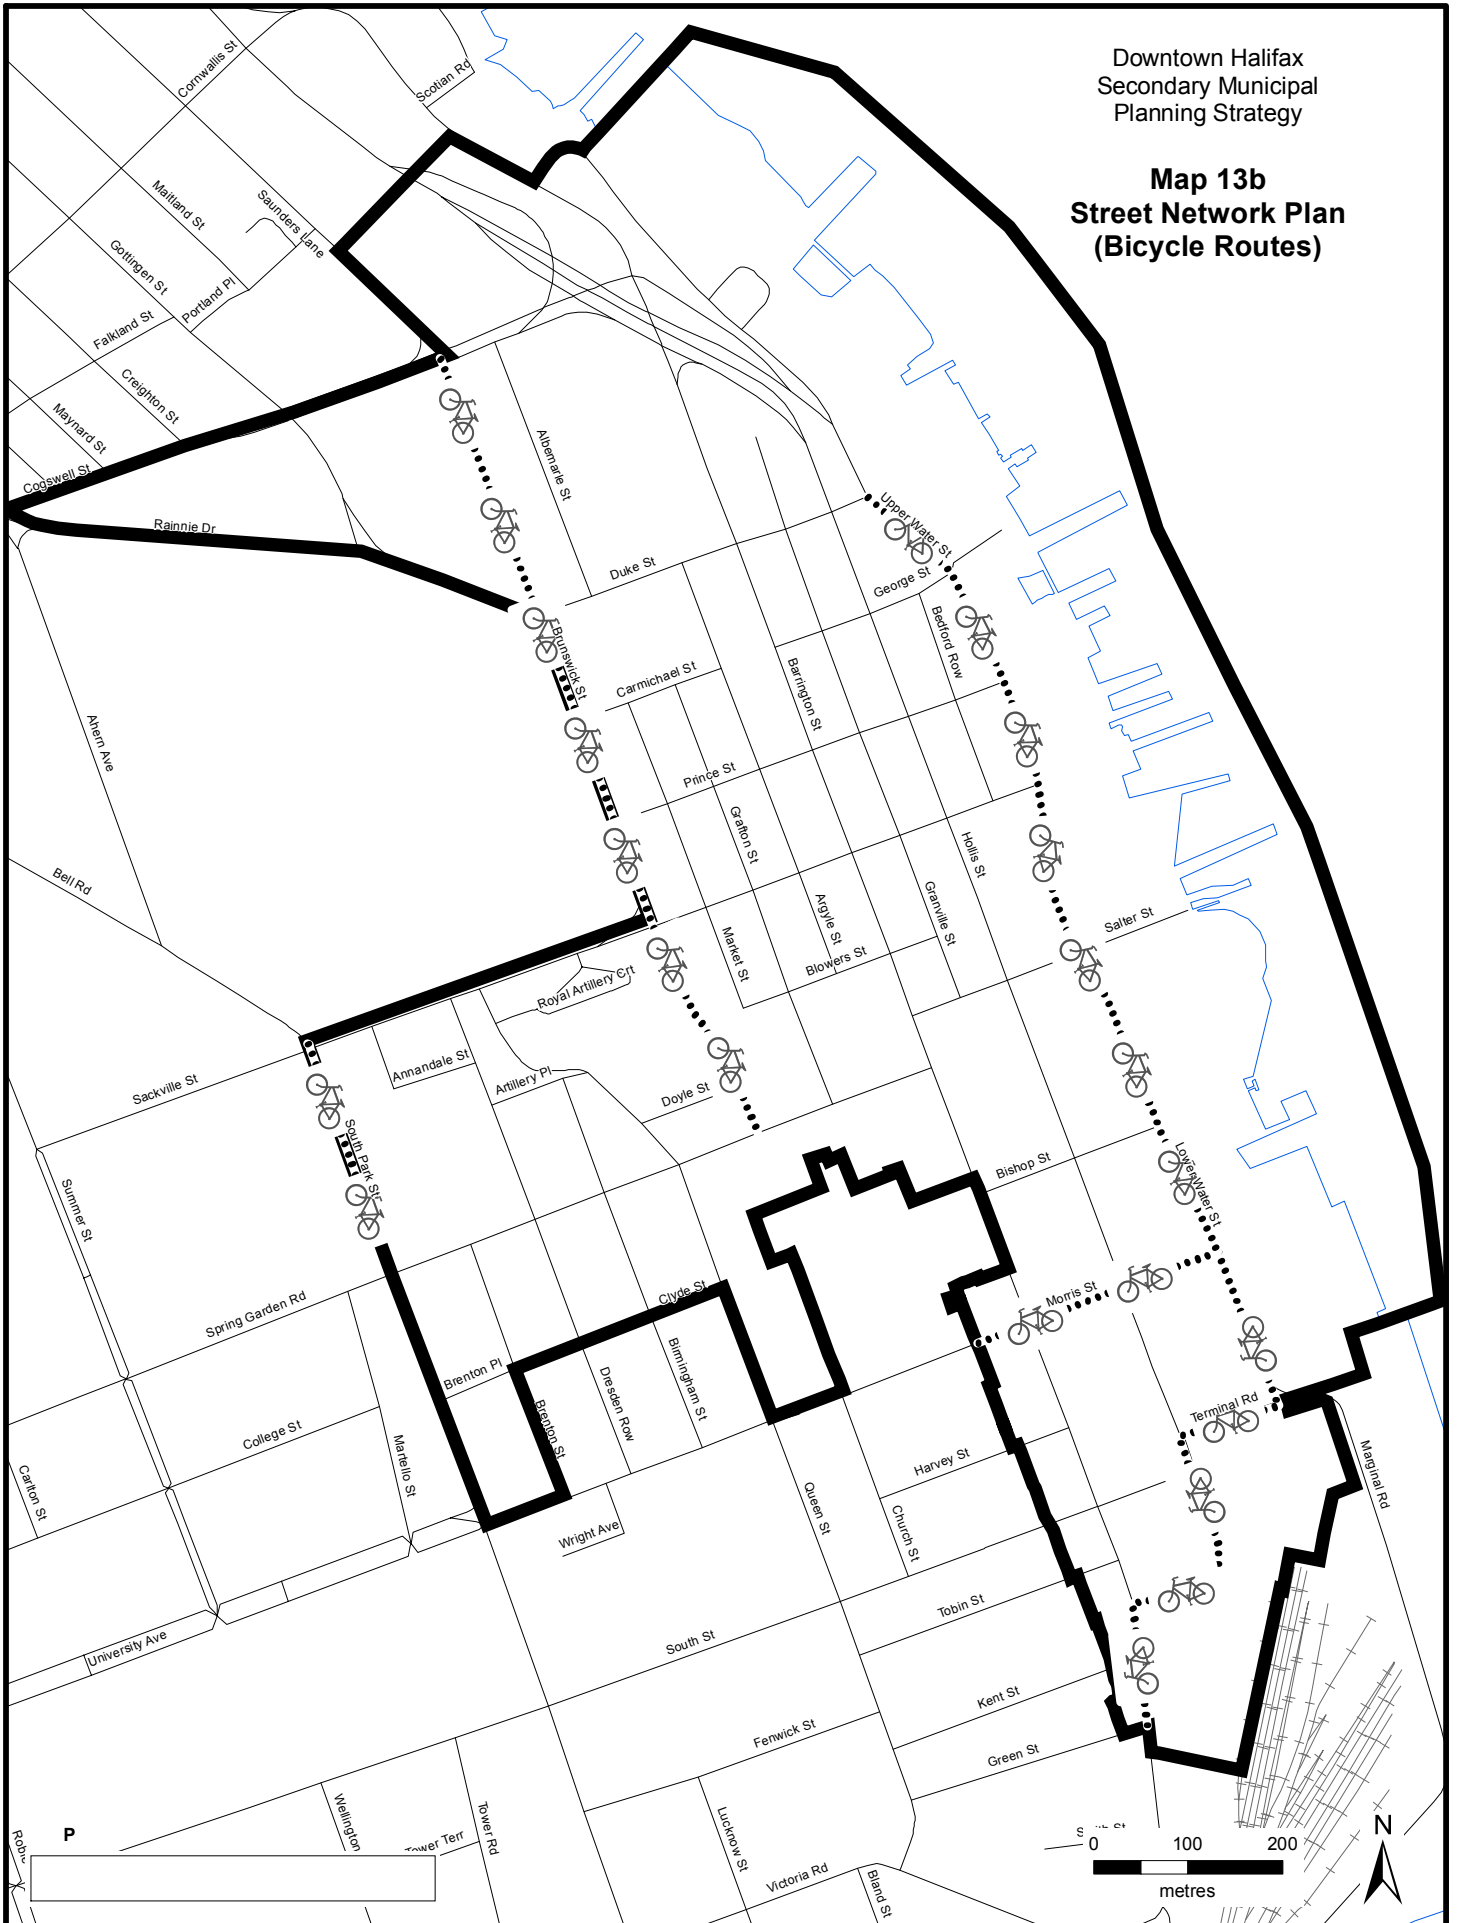 Downtown Halifax
Secondary Municipal
Planning Strategy
Map 13b
Street Network Plan
(Bicycle Routes)
Cornwallis St
Scotian Rd
Maitland St
Saunders Lane
Gottingen St
Portland Pl
Falkland St
Creighton St
Maynard St
Cogswell St
Rainnie Dr
Albemarle St
Upper Water St
Duke St
George St
Bedford Row
Brunswick St
Carmichael St
Barrington St
Ahern Ave
Prince St
Grafton St
Hollis St
Bell Rd
Argyle St
Granville St
Salter St
Market St
Blowers St
Royal Artillery Crt
Sackville St
Annandale St
Artillery Pl
Doyle St
South Park St
Summer St
Bishop St
Lower Water St
Spring Garden Rd
Clyde St
Morris St
Brenton Pl
Birmingham St
Dresden Row
Brenton St
Terminal Rd
College St
Martello St
Harvey St
Marginal Rd
Carlton St
Queen St
Church St
Wright Ave
Tobin St
University Ave
South St
Kent St
Fenwick St
Green St
Wellington
Tower Rd
Tower Terr
Lucknow St
Victoria Rd
Bland St
P
N
0 100 200
metres